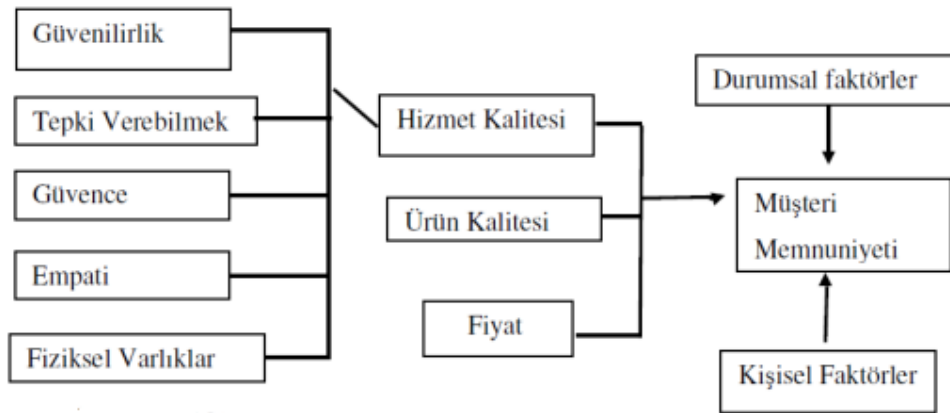 Güvenilirlik
Tepki Verebilmek
Güvence
Empati
Fiziksel Varlıklar
Hizmet Kalitesi
Ürün Kalitesi
Fiyat
Durumsal faktörler
Müşteri
Memnuniyeti
Kişisel Faktörler